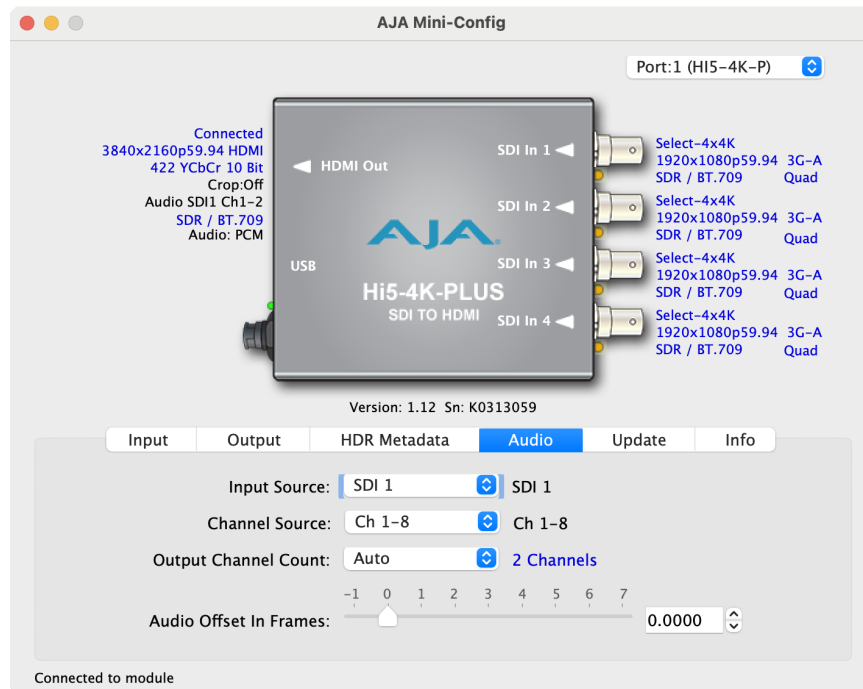 AJA Mini-Config
Port:1 (HI5-4K-P)
Connected
3840x2160p59.94 HDMI
422 YCbCr 10 Bit
Crop:Off
Audio SDI1 Ch1-2
SDR / BT.709
Audio: PCM
HDMI Out
USB
AJA
Hi5-4K-PLUS
SDI TO HDMI
SDI In 1
SDI In 2
SDI In 3
SDI In 4
Select-4x4K
1920x1080p59.94 3G-A
SDR / BT.709 Quad
Select-4x4K
1920x1080p59.94 3G-A
SDR / BT.709 Quad
Select-4x4K
1920x1080p59.94 3G-A
SDR / BT.709 Quad
Select-4x4K
1920x1080p59.94 3G-A
SDR / BT.709 Quad
Version: 1.12 Sn: K0313059
Input Output HDR Metadata Audio Update Info
Input Source: SDI 1 SDI 1
Channel Source: Ch 1-8 Ch 1-8
Output Channel Count: Auto 2 Channels
-1 0 1 2 3 4 5 6 7
Audio Offset In Frames: 0.0000
Connected to module